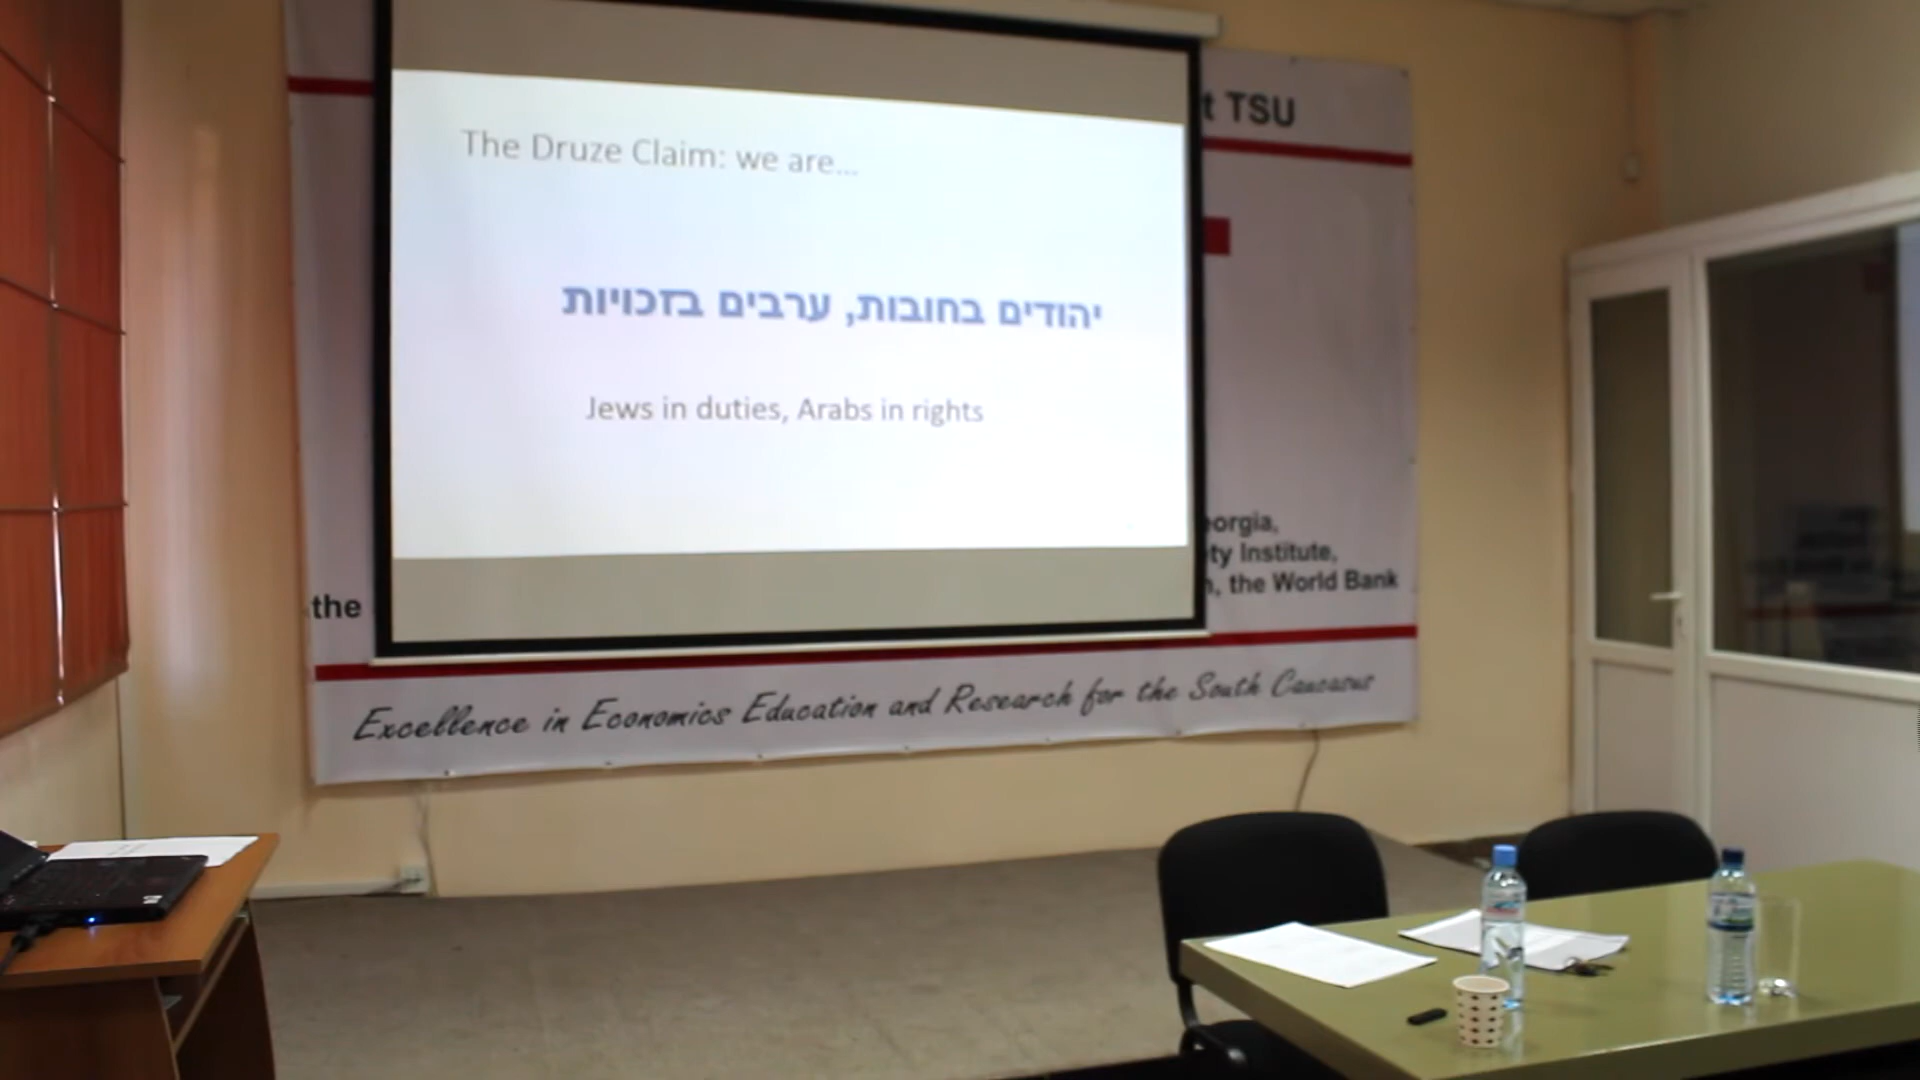 t TSU
The Druze Claim: we are...
יהודים בחובות, ערבים בזכויות
Jews in duties, Arabs in rights
orgia,
ty Institute,
the
, the World Bank
Excellence in Economics Education and Research for the South Caucasus